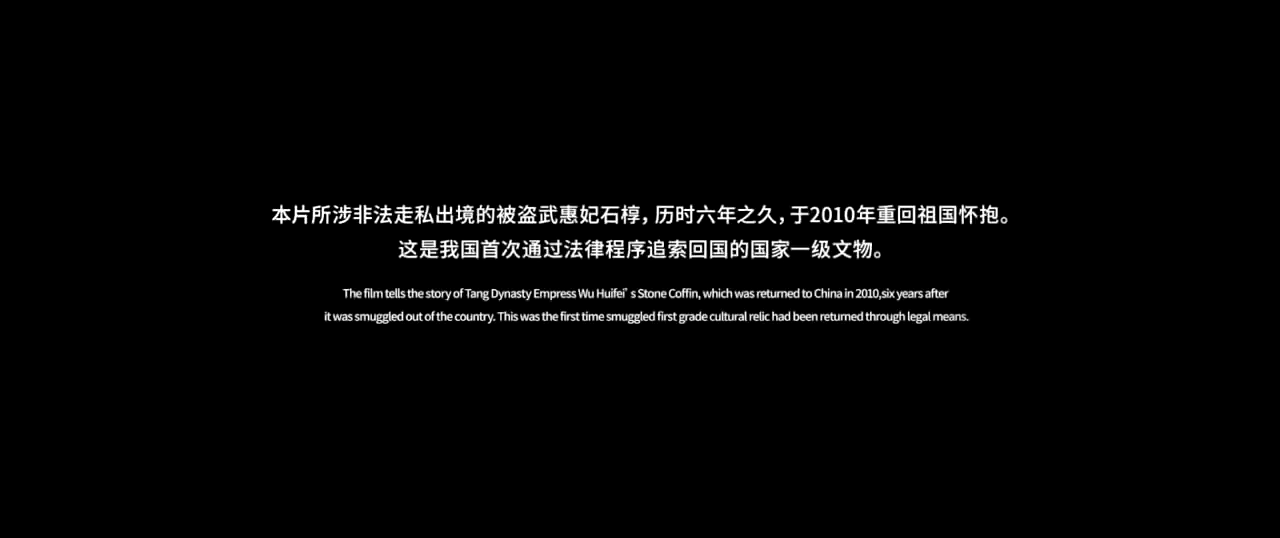 本片所涉非法走私出境的被盗武惠妃石椁，历时六年之久，于2010年重回祖国怀抱。
这是我国首次通过法律程序追索回国的国家一级文物。
The film tells the story of Tang Dynasty Empress Wu Huifei’s Stone Coffin, which was returned to China in 2010,six years after
it was smuggled out of the country. This was the first time smuggled first grade cultural relic had been returned through legal means.